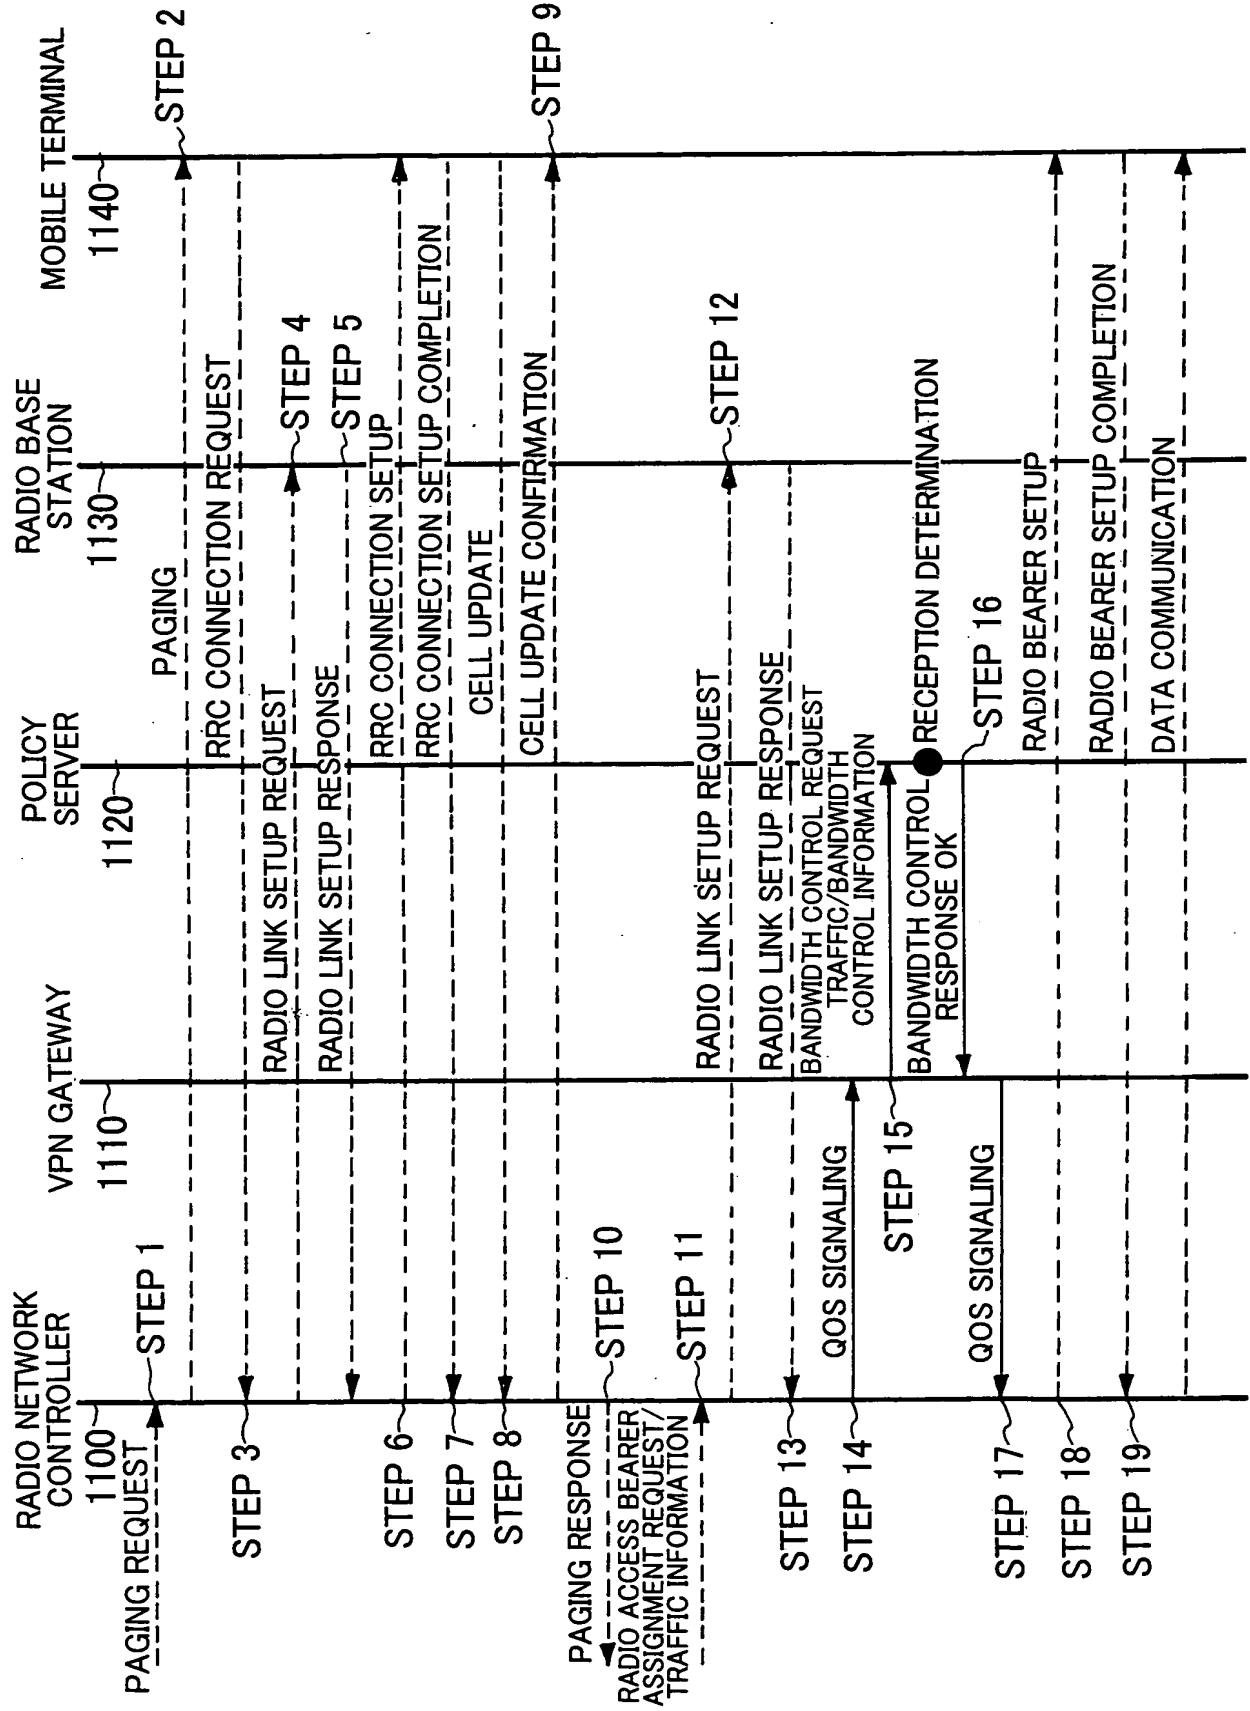 RADIO NETWORK
CONTROLLER
1100
VPN GATEWAY
1110
POLICY
SERVER
1120
RADIO BASE
STATION
1130
MOBILE TERMINAL
1140
PAGING REQUEST
STEP 1
PAGING
STEP 2
RRC CONNECTION REQUEST
STEP 3
RADIO LINK SETUP REQUEST
STEP 4
RADIO LINK SETUP RESPONSE
STEP 5
RRC CONNECTION SETUP
STEP 6
RRC CONNECTION SETUP COMPLETION
STEP 7
CELL UPDATE
STEP 8
CELL UPDATE CONFIRMATION
STEP 9
PAGING RESPONSE
STEP 10
RADIO ACCESS BEARER
ASSIGNMENT REQUEST/
TRAFFIC INFORMATION
STEP 11
RADIO LINK SETUP REQUEST
STEP 12
RADIO LINK SETUP RESPONSE
STEP 13
QOS SIGNALING
STEP 14
BANDWIDTH CONTROL REQUEST
TRAFFIC/BANDWIDTH
CONTROL INFORMATION
STEP 15
RECEPTION DETERMINATION
BANDWIDTH CONTROL
RESPONSE OK
STEP 16
QOS SIGNALING
STEP 17
RADIO BEARER SETUP
STEP 18
RADIO BEARER SETUP COMPLETION
STEP 19
DATA COMMUNICATION